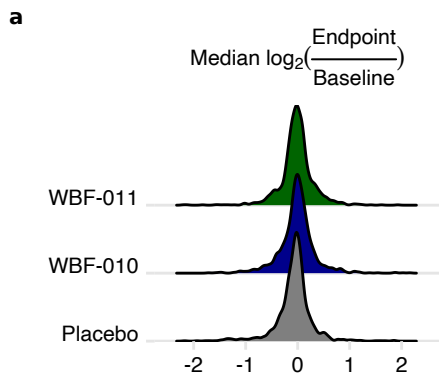 a
Median log₂(Endpoint/Baseline)
WBF-011
WBF-010
Placebo
-2 -1 0 1 2